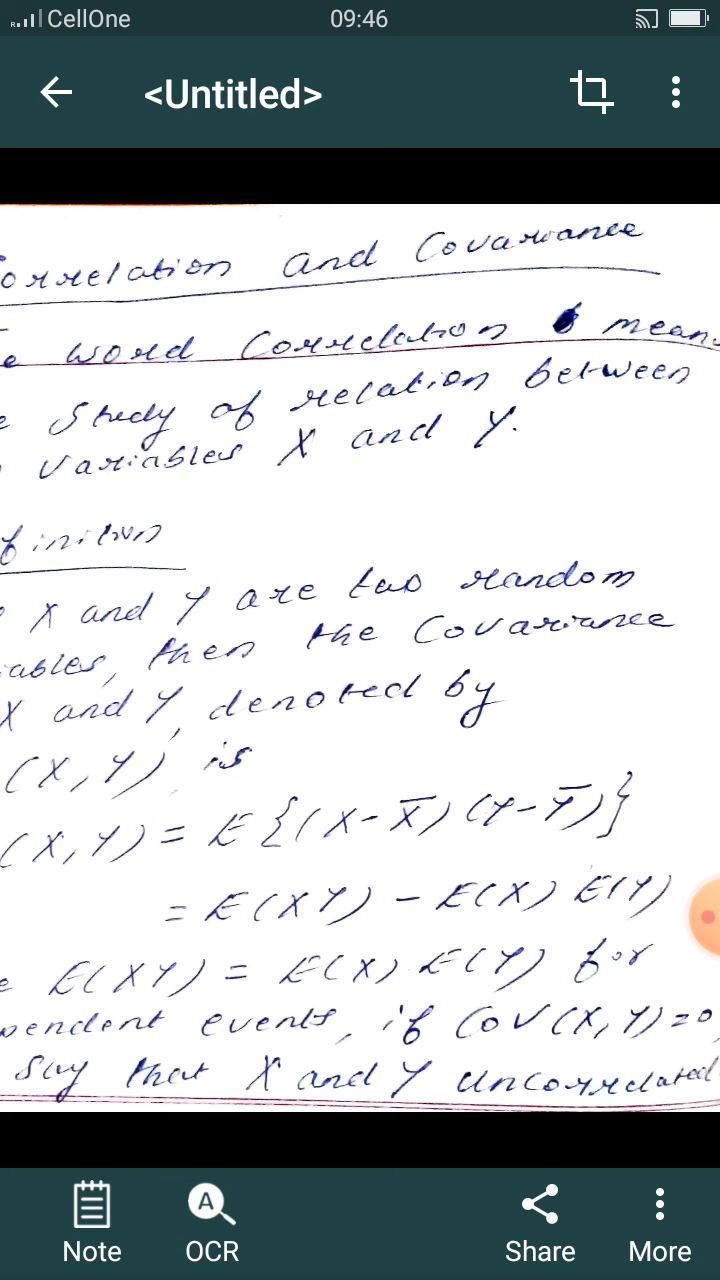 CellOne
09:46
<Untitled>
orrelation and Covariance
e word Correlation means
e Study of relation between
variables X and Y.
finition
X and Y are two random
iables, then the Covariance
X and Y, denoted by
(X, Y) is
(X, Y) = E {(X - X̅) (Y - Y̅)}
= E(XY) - E(X) E(Y)
e E(XY) = E(X). E(Y) for
pendent events, if Cov (X, Y) = 0,
say that X and Y Uncorrelated
A
Note
OCR
Share
More